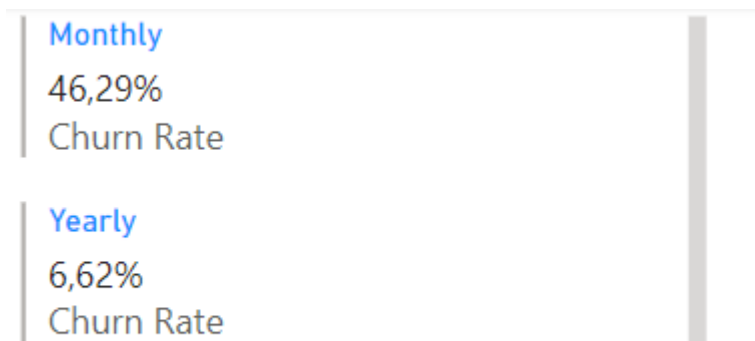 Monthly
46,29%
Churn Rate
Yearly
6,62%
Churn Rate